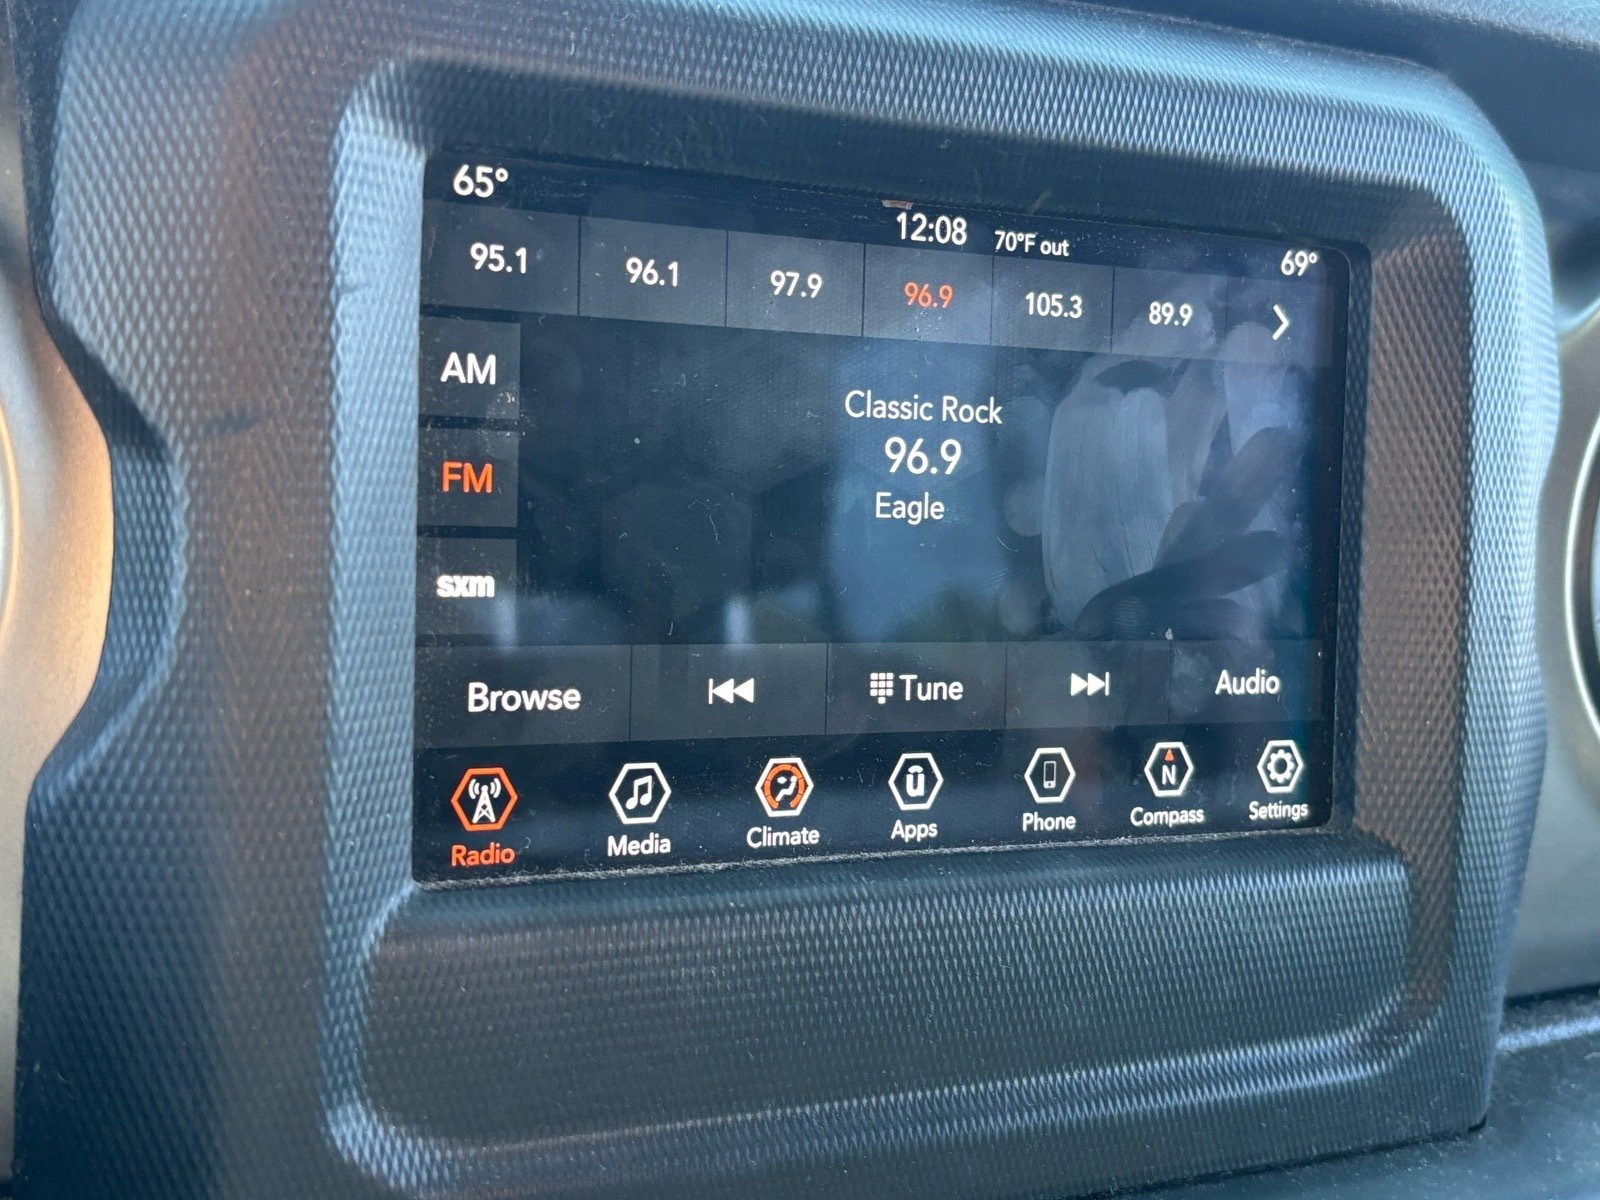 65°
12:08 70°F out
69°
95.1 96.1 97.9 96.9 105.3 89.9
AM
FM
sxm
Classic Rock
96.9
Eagle
Browse Tune Audio
Radio Media Climate Apps Phone Compass Settings
N